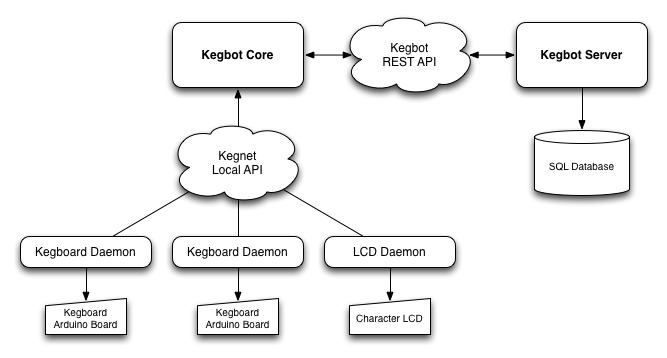 Kegbot Core
Kegbot
REST API
Kegbot Server
Kegnet
Local API
SQL Database
Kegboard Daemon
Kegboard Daemon
LCD Daemon
Kegboard
Arduino Board
Kegboard
Arduino Board
Character LCD